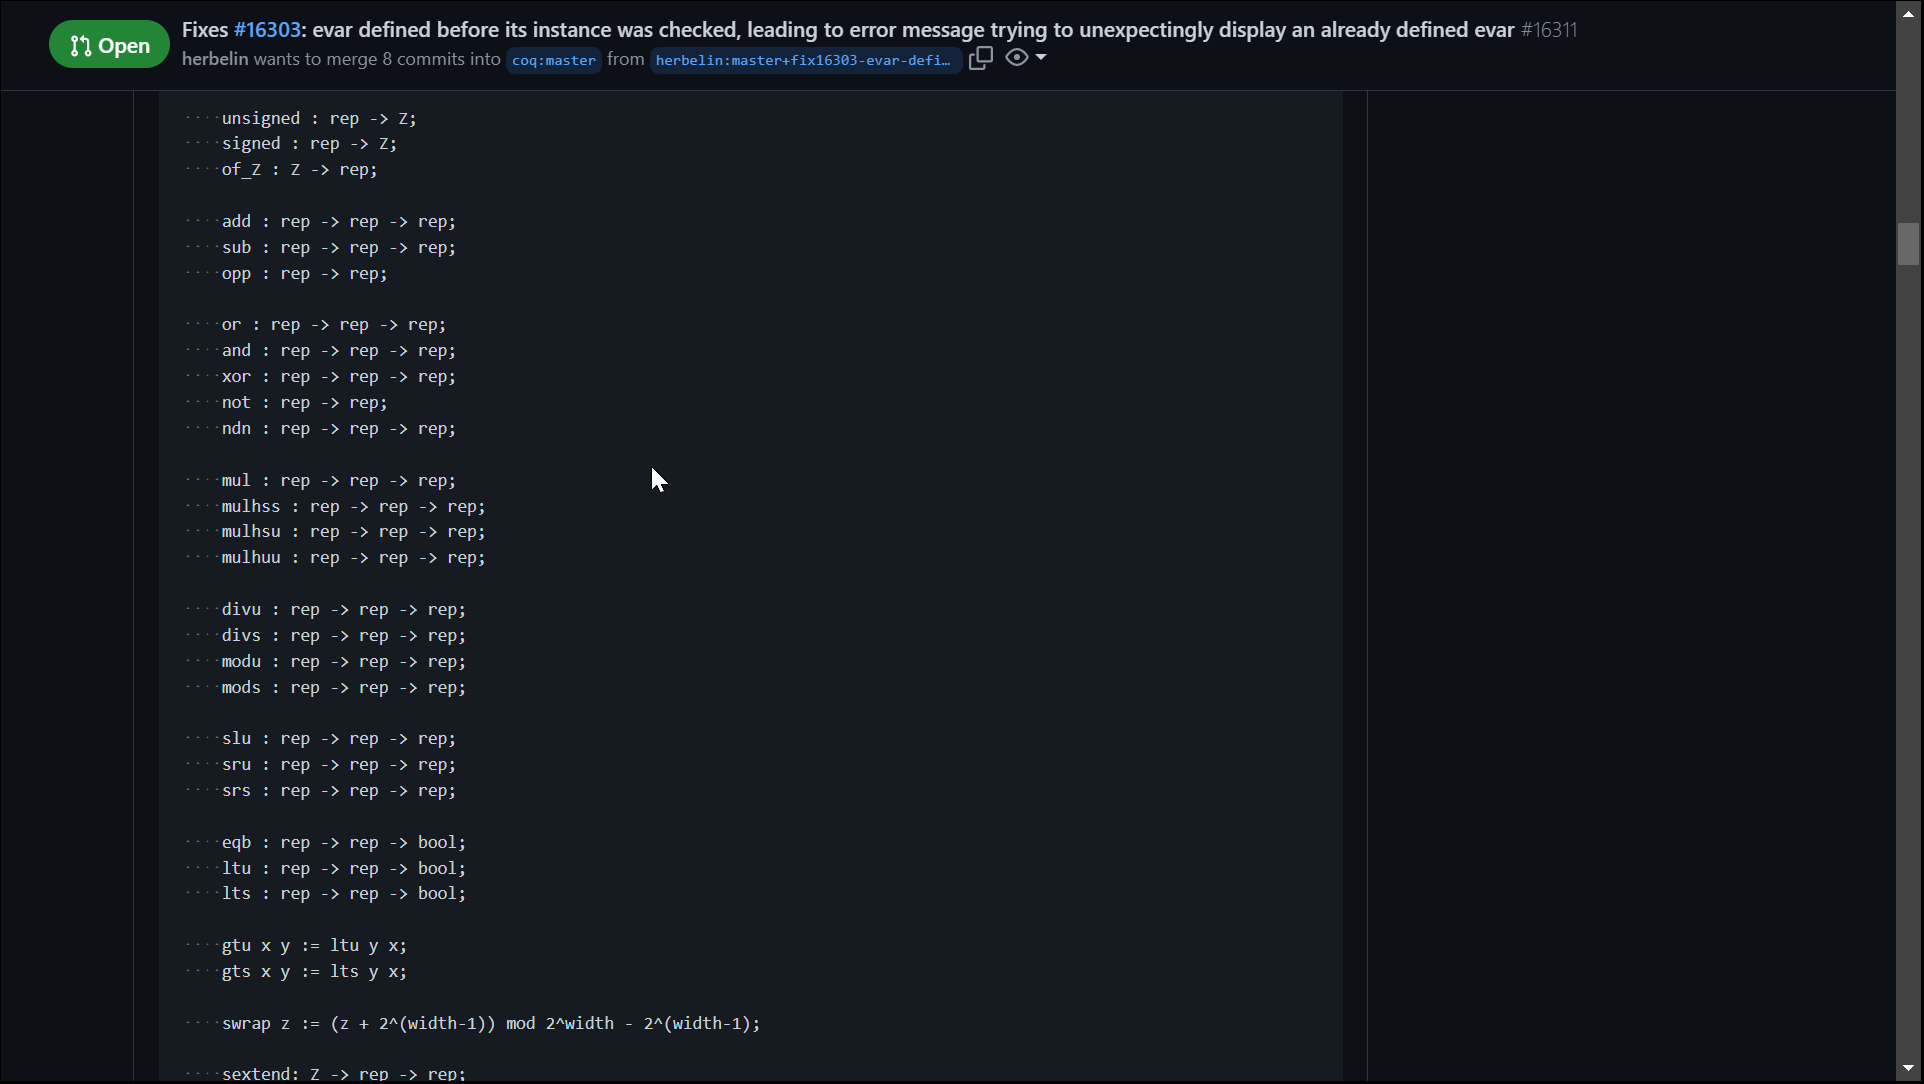 Open
Fixes #16303: evar defined before its instance was checked, leading to error message trying to unexpectingly display an already defined evar #16311
herbelin wants to merge 8 commits into coq:master from herbelin:master+fix16303-evar-defi…
····unsigned : rep -> Z;
····signed : rep -> Z;
····of_Z : Z -> rep;
····add : rep -> rep -> rep;
····sub : rep -> rep -> rep;
····opp : rep -> rep;
····or : rep -> rep -> rep;
····and : rep -> rep -> rep;
····xor : rep -> rep -> rep;
····not : rep -> rep;
····ndn : rep -> rep -> rep;
····mul : rep -> rep -> rep;
····mulhss : rep -> rep -> rep;
····mulhsu : rep -> rep -> rep;
····mulhuu : rep -> rep -> rep;
····divu : rep -> rep -> rep;
····divs : rep -> rep -> rep;
····modu : rep -> rep -> rep;
····mods : rep -> rep -> rep;
····slu : rep -> rep -> rep;
····sru : rep -> rep -> rep;
····srs : rep -> rep -> rep;
····eqb : rep -> rep -> bool;
····ltu : rep -> rep -> bool;
····lts : rep -> rep -> bool;
····gtu x y := ltu y x;
····gts x y := lts y x;
····swrap z := (z + 2^(width-1)) mod 2^width - 2^(width-1);
····sextend: Z -> rep -> rep;